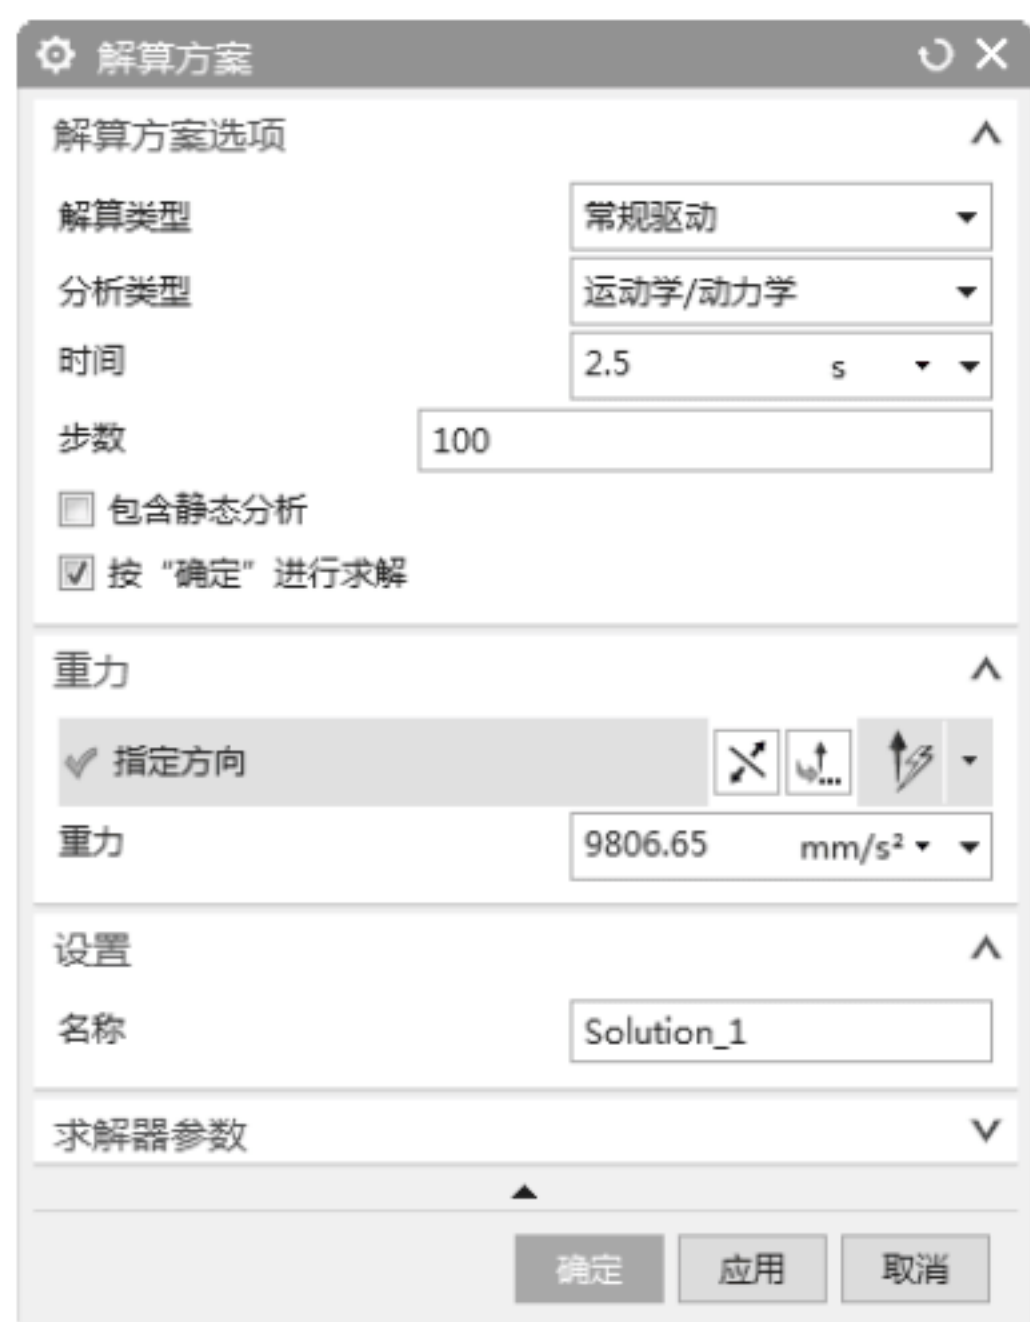 解算方案
解算方案选项
解算类型 常规驱动
分析类型 运动学/动力学
时间 2.5 s
步数 100
包含静态分析
按“确定”进行求解
重力
指定方向
重力 9806.65 mm/s²
设置
名称 Solution_1
求解器参数
确定 应用 取消